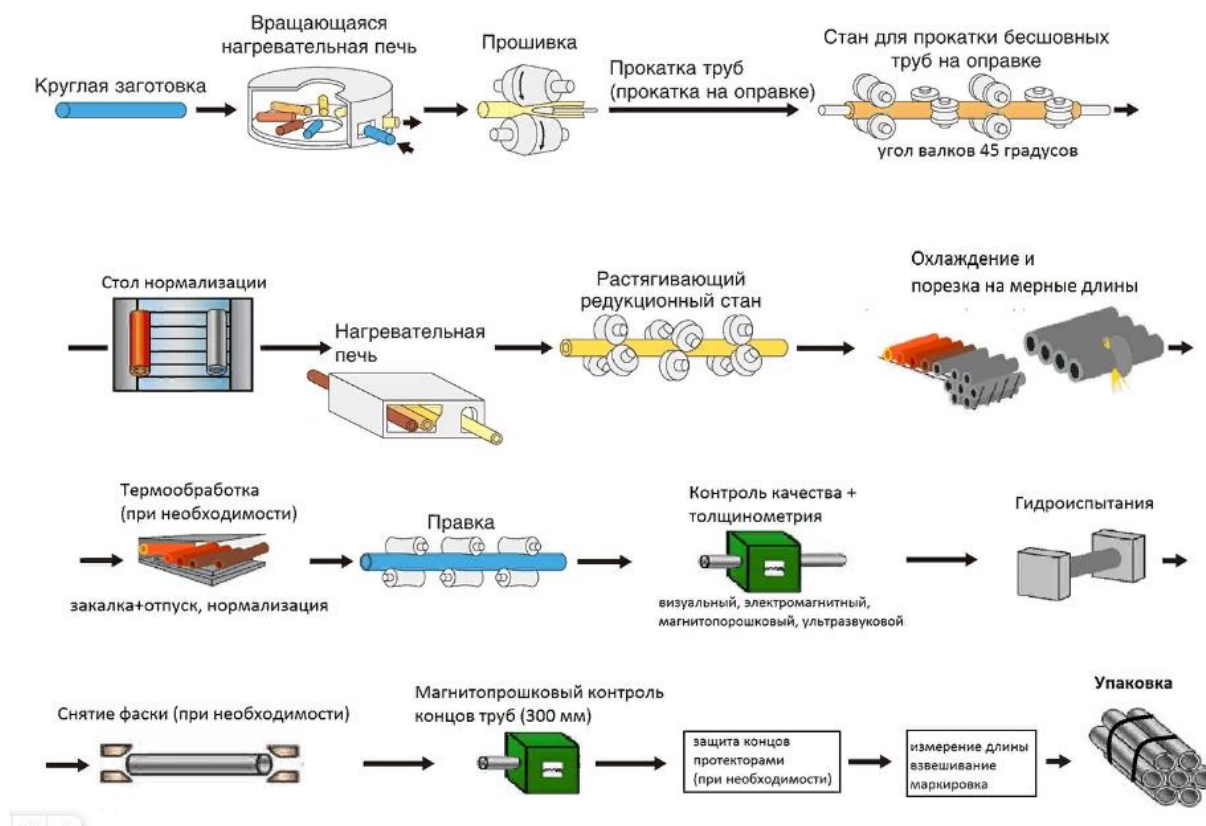 Круглая заготовка
Вращающаяся
нагревательная печь
Прошивка
Прокатка труб
(прокатка на оправке)
Стан для прокатки бесшовных
труб на оправке
угол валков 45 градусов
Стол нормализации
Нагревательная
печь
Растягивающий
редукционный стан
Охлаждение и
порезка на мерные длины
Термообработка
(при необходимости)
закалка+отпуск, нормализация
Правка
Контроль качества +
толщинометрия
визуальный, электромагнитный,
магнитопорошковый, ультразвуковой
Гидроиспытания
Снятие фаски (при необходимости)
Магнитопрошковый контроль
концов труб (300 мм)
защита концов
протекторами
(при необходимости)
измерение длины
взвешивание
маркировка
Упаковка